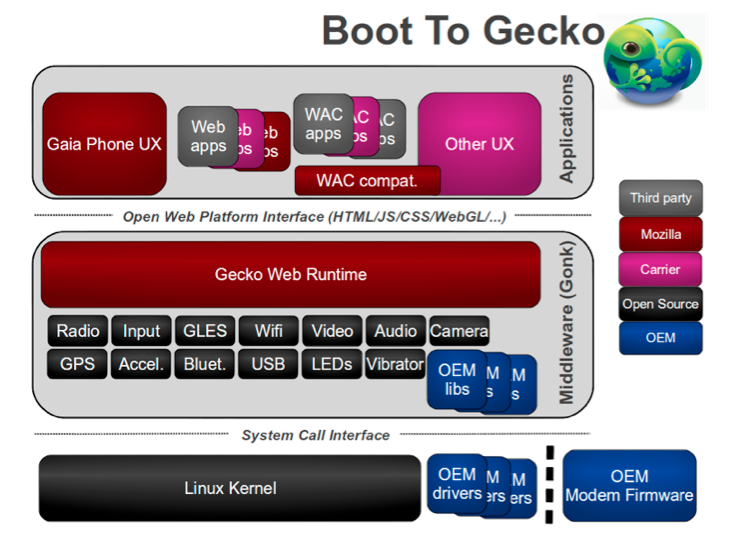 Boot To Gecko
Applications
Gaia Phone UX
Web
apps
eb
ps
eb
os
WAC
apps
AC
os
AC
os
Other UX
WAC compat.
Open Web Platform Interface (HTML/JS/CSS/WebGL/...)
Third party
Mozilla
Carrier
Open Source
OEM
Middleware (Gonk)
Gecko Web Runtime
Radio Input GLES Wifi Video Audio Camera
GPS Accel. Bluet. USB LEDs Vibrator
OEM
libs
M
s
M
s
System Call Interface
Linux Kernel
OEM
drivers
M
ers
M
ers
OEM
Modem Firmware